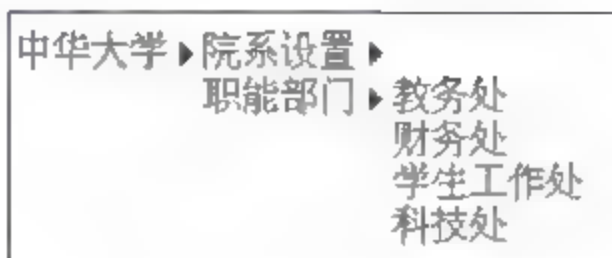 中华大学 院系设置
职能部门 教务处
财务处
学生工作处
科技处